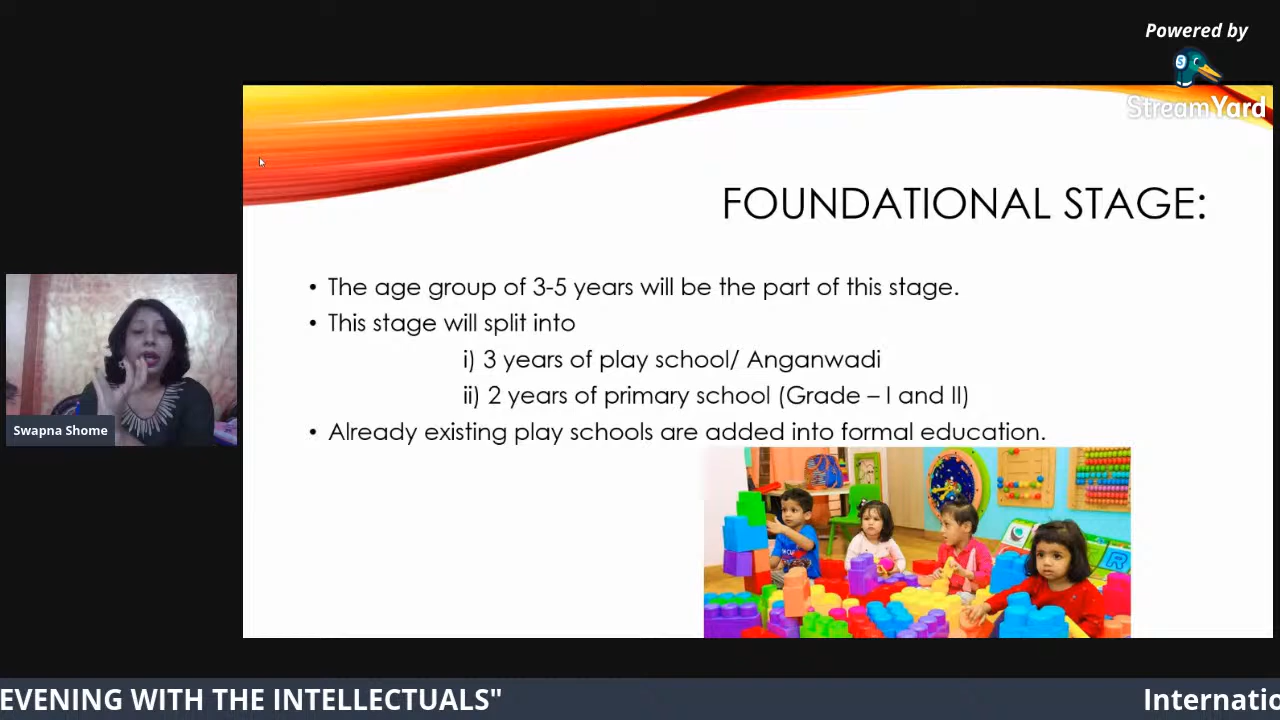 Powered by
StreamYard
FOUNDATIONAL STAGE:
• The age group of 3-5 years will be the part of this stage.
• This stage will split into
i) 3 years of play school/ Anganwadi
ii) 2 years of primary school (Grade – I and II)
• Already existing play schools are added into formal education.
Swapna Shome
EVENING WITH THE INTELLECTUALS" Internatio